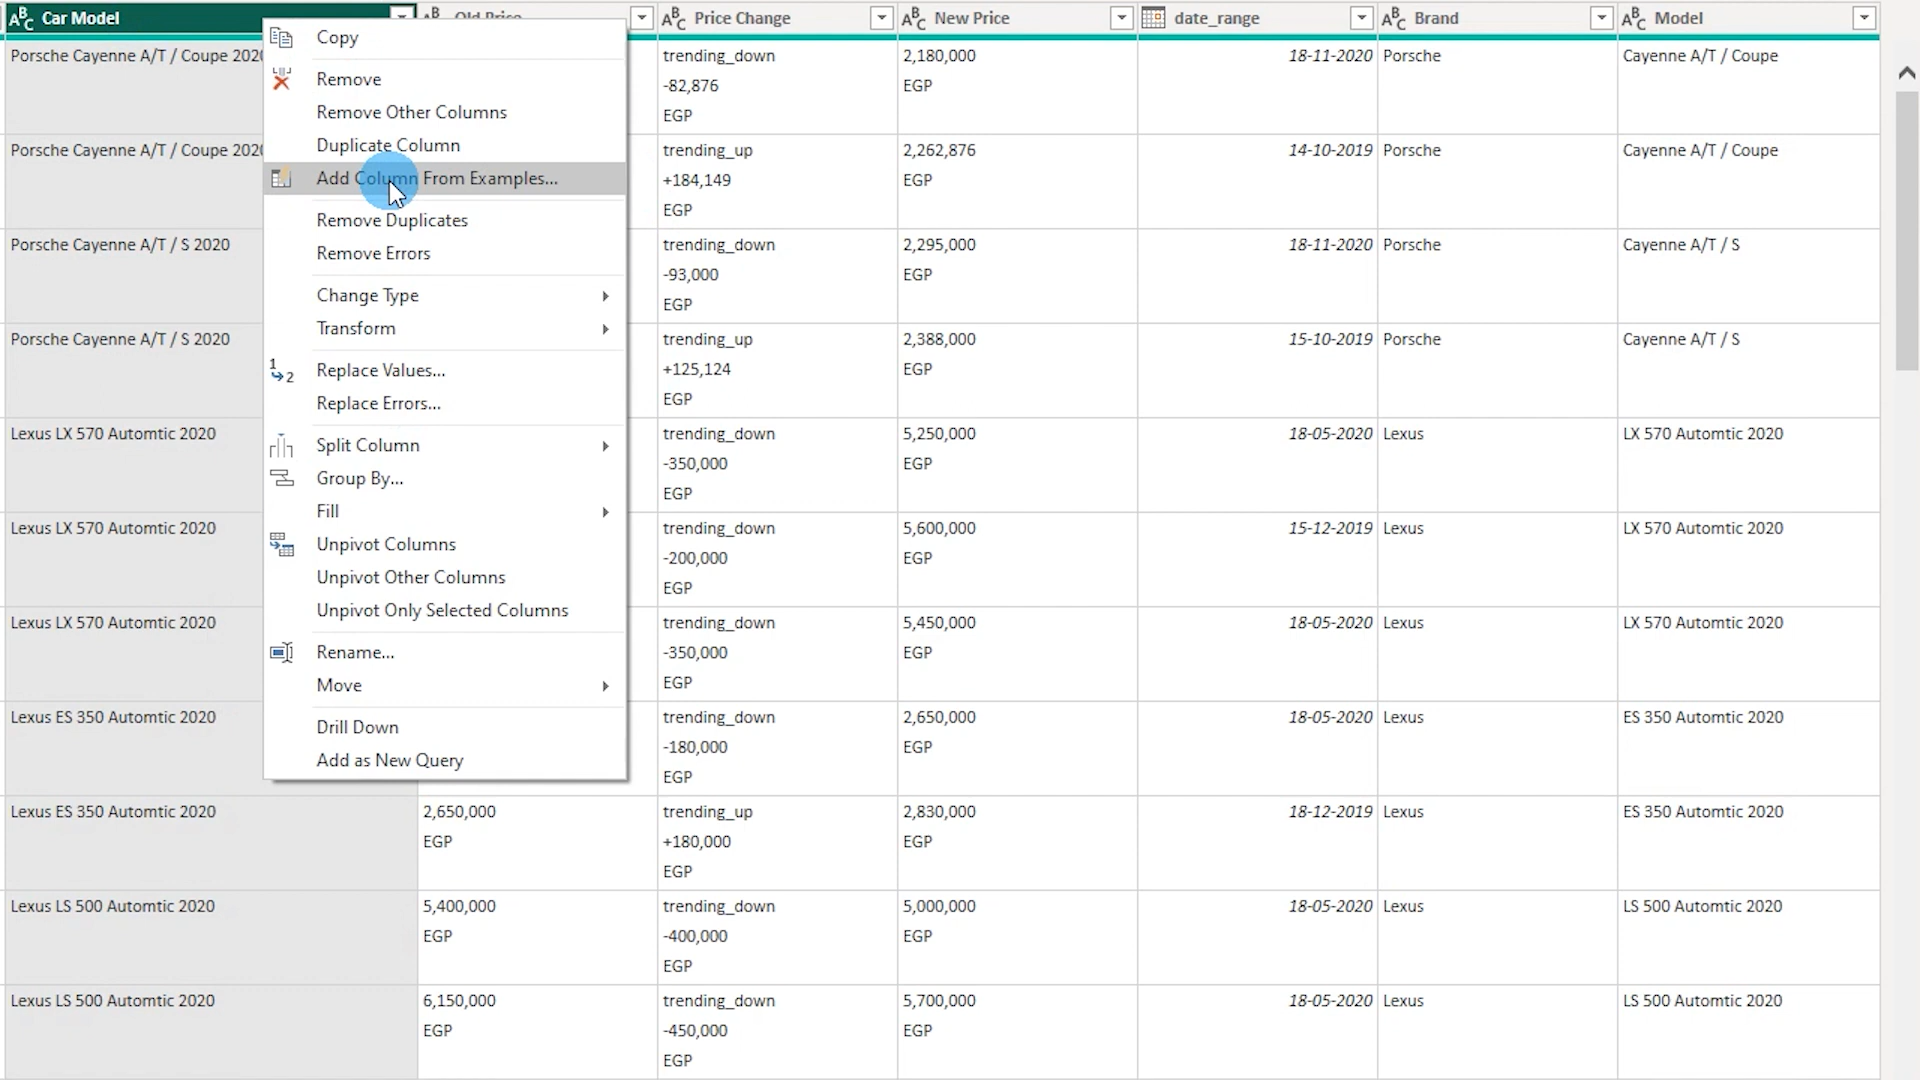 Car Model
Old Price
Price Change
New Price
date_range
Brand
Model
Copy
Remove
Remove Other Columns
Duplicate Column
Add Column From Examples...
Remove Duplicates
Remove Errors
Change Type
Transform
Replace Values...
Replace Errors...
Split Column
Group By...
Fill
Unpivot Columns
Unpivot Other Columns
Unpivot Only Selected Columns
Rename...
Move
Drill Down
Add as New Query
Porsche Cayenne A/T / Coupe 2020
trending_down
-82,876
EGP
2,180,000
EGP
18-11-2020
Porsche
Cayenne A/T / Coupe
Porsche Cayenne A/T / Coupe 2020
trending_up
+184,149
EGP
2,262,876
EGP
14-10-2019
Porsche
Cayenne A/T / Coupe
Porsche Cayenne A/T / S 2020
trending_down
-93,000
EGP
2,295,000
EGP
18-11-2020
Porsche
Cayenne A/T / S
Porsche Cayenne A/T / S 2020
trending_up
+125,124
EGP
2,388,000
EGP
15-10-2019
Porsche
Cayenne A/T / S
Lexus LX 570 Automtic 2020
trending_down
-350,000
EGP
5,250,000
EGP
18-05-2020
Lexus
LX 570 Automtic 2020
Lexus LX 570 Automtic 2020
trending_down
-200,000
EGP
5,600,000
EGP
15-12-2019
Lexus
LX 570 Automtic 2020
Lexus LX 570 Automtic 2020
trending_down
-350,000
EGP
5,450,000
EGP
18-05-2020
Lexus
LX 570 Automtic 2020
Lexus ES 350 Automtic 2020
trending_down
-180,000
EGP
2,650,000
EGP
18-05-2020
Lexus
ES 350 Automtic 2020
Lexus ES 350 Automtic 2020
2,650,000
EGP
trending_up
+180,000
EGP
2,830,000
EGP
18-12-2019
Lexus
ES 350 Automtic 2020
Lexus LS 500 Automtic 2020
5,400,000
EGP
trending_down
-400,000
EGP
5,000,000
EGP
18-05-2020
Lexus
LS 500 Automtic 2020
Lexus LS 500 Automtic 2020
6,150,000
EGP
trending_down
-450,000
EGP
5,700,000
EGP
18-05-2020
Lexus
LS 500 Automtic 2020